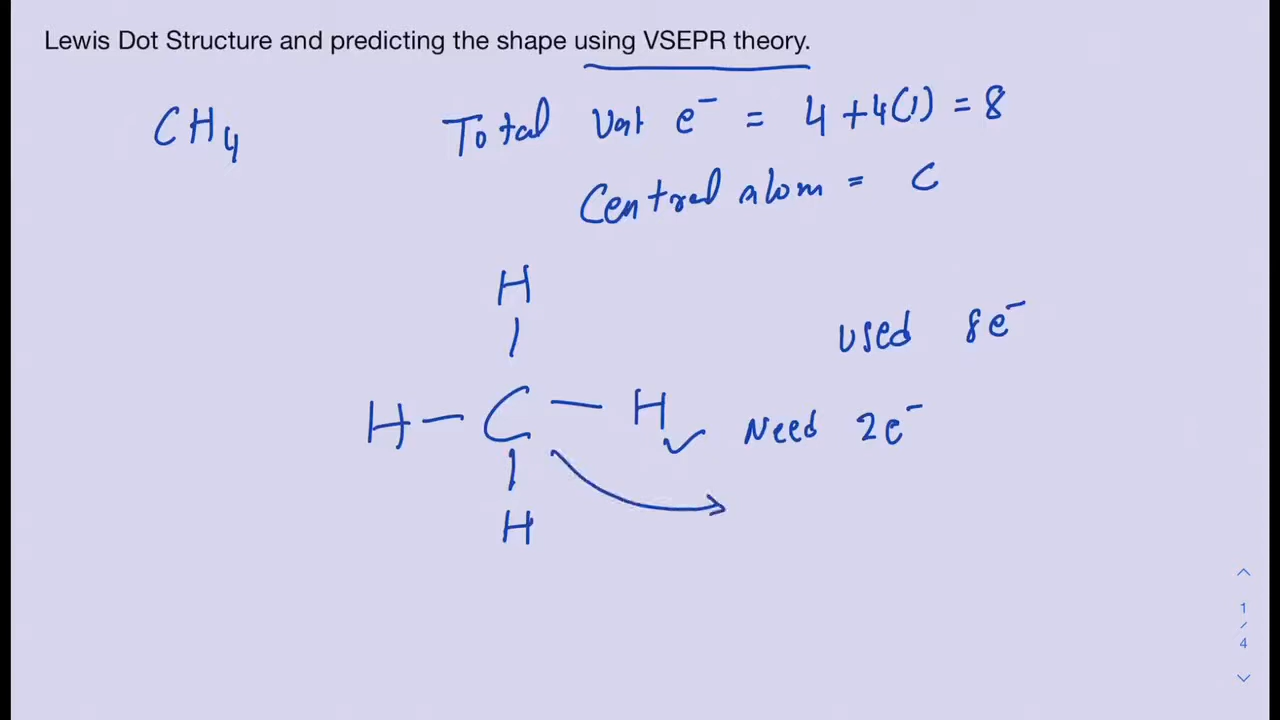 Lewis Dot Structure and predicting the shape using VSEPR theory.
CH4
Total Val e⁻ = 4 + 4(1) = 8
Central atom = C
H
used 8e⁻
H - C - H
Need 2e⁻
H
1
/
4